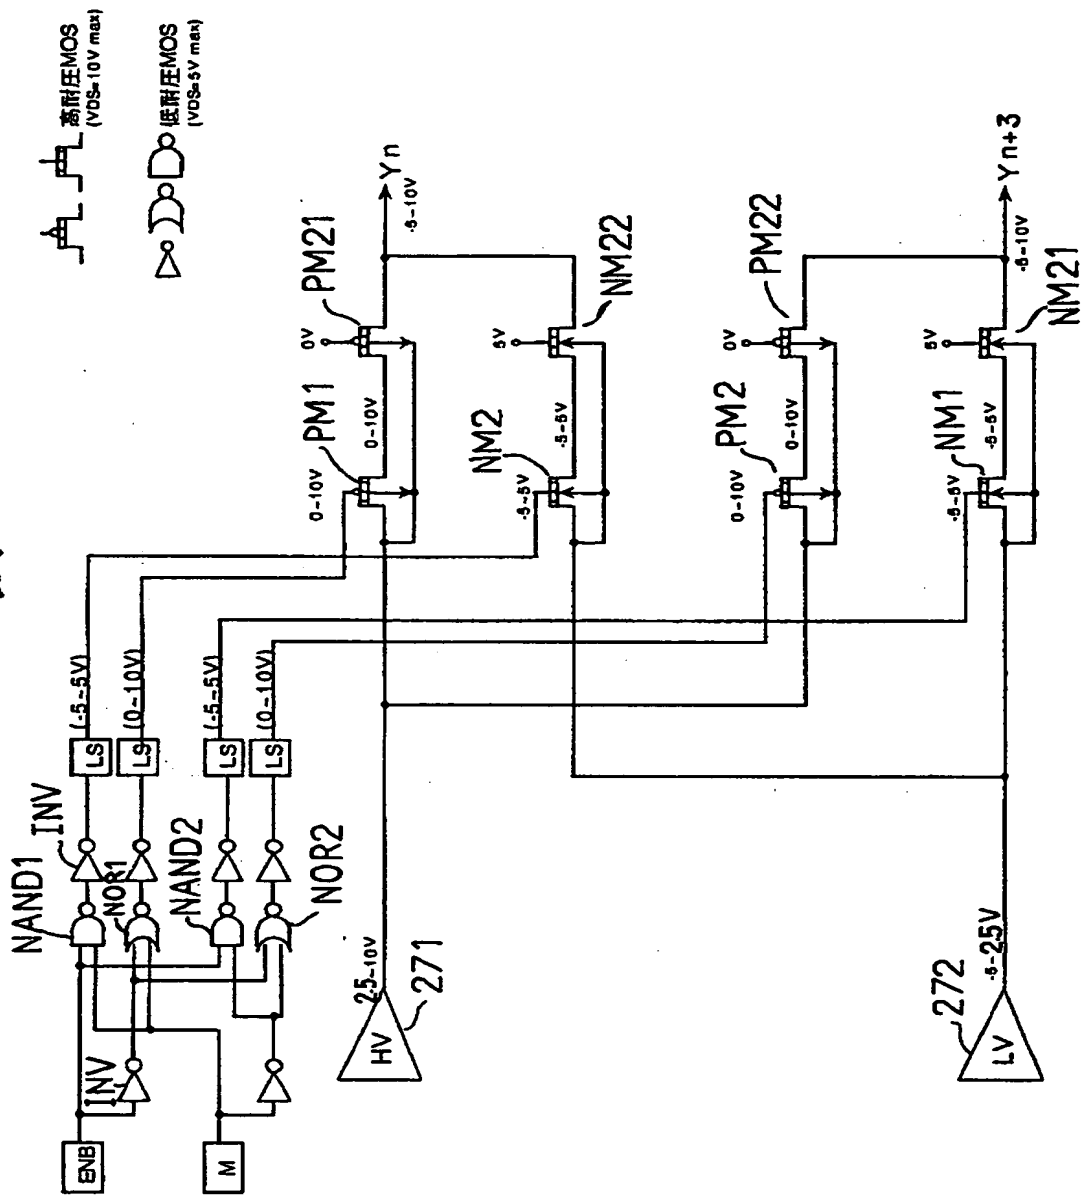 高耐圧MOS
(VDS=10V max)
低耐圧MOS
(VDS=5V max)
ENB
M
INV
NAND1
INV
NOR1
NAND2
NOR2
LS
(-5~5V)
LS
(0~10V)
LS
(-5~5V)
LS
(0~10V)
HV
2.5~10V
271
0~10V
PM1
0~10V
0V
PM21
Yn
-5~10V
NM2
-5~5V
-5~5V
5V
NM22
PM2
0~10V
0~10V
0V
PM22
LV
272
-5~25V
-5~5V
NM1
-5~5V
5V
NM21
Yn+3
-5~10V